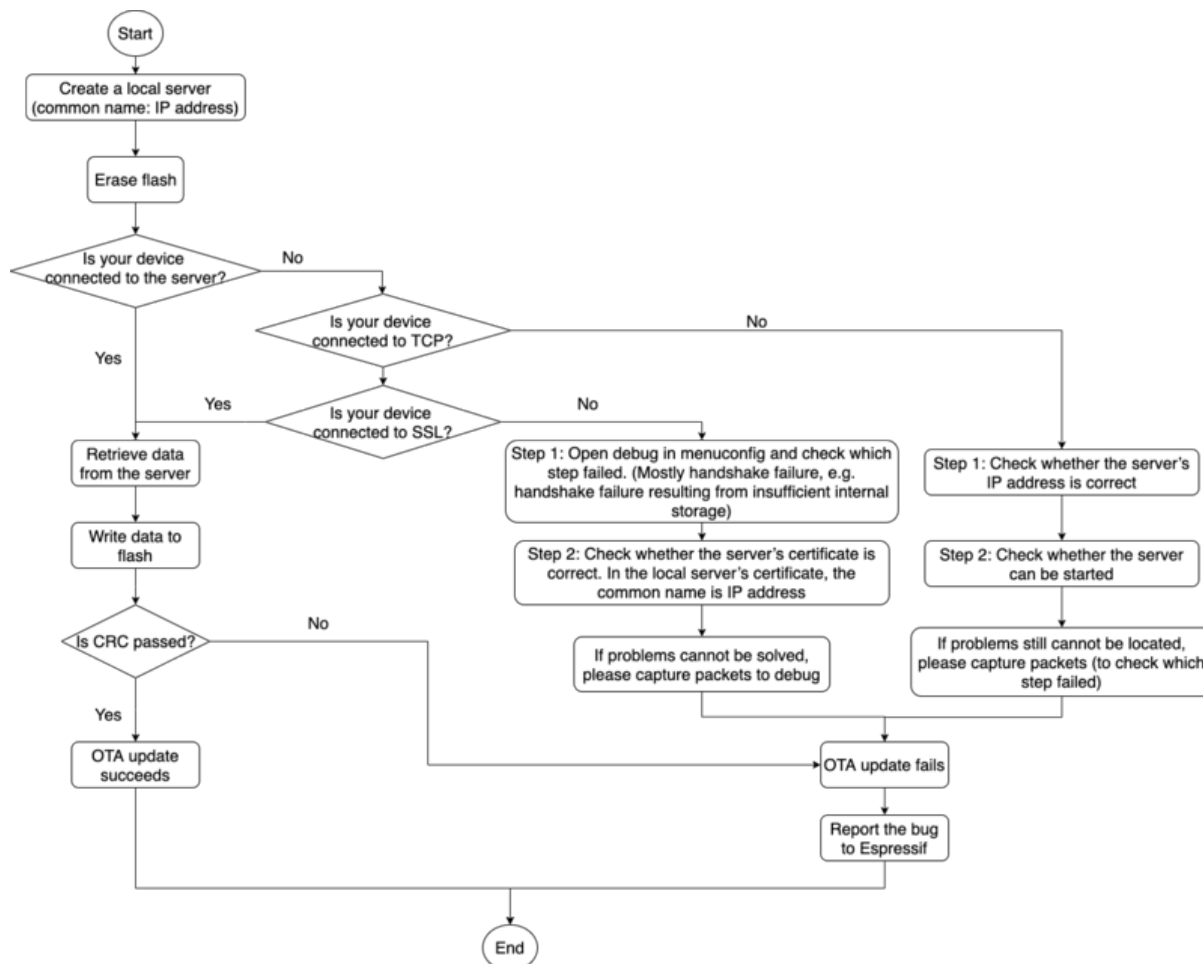 Start
Create a local server
(common name: IP address)
Erase flash
Is your device
connected to the server?
No
Is your device
connected to TCP?
No
Yes
Yes
Is your device
connected to SSL?
No
Retrieve data
from the server
Step 1: Open debug in menuconfig and check which
step failed. (Mostly handshake failure, e.g.
handshake failure resulting from insufficient internal
storage)
Step 1: Check whether the server's
IP address is correct
Write data to
flash
Step 2: Check whether the server's certificate is
correct. In the local server's certificate, the
common name is IP address
Step 2: Check whether the server
can be started
Is CRC passed?
No
If problems cannot be solved,
please capture packets to debug
If problems still cannot be located,
please capture packets (to check which
step failed)
Yes
OTA update
succeeds
OTA update fails
Report the bug
to Espressif
End